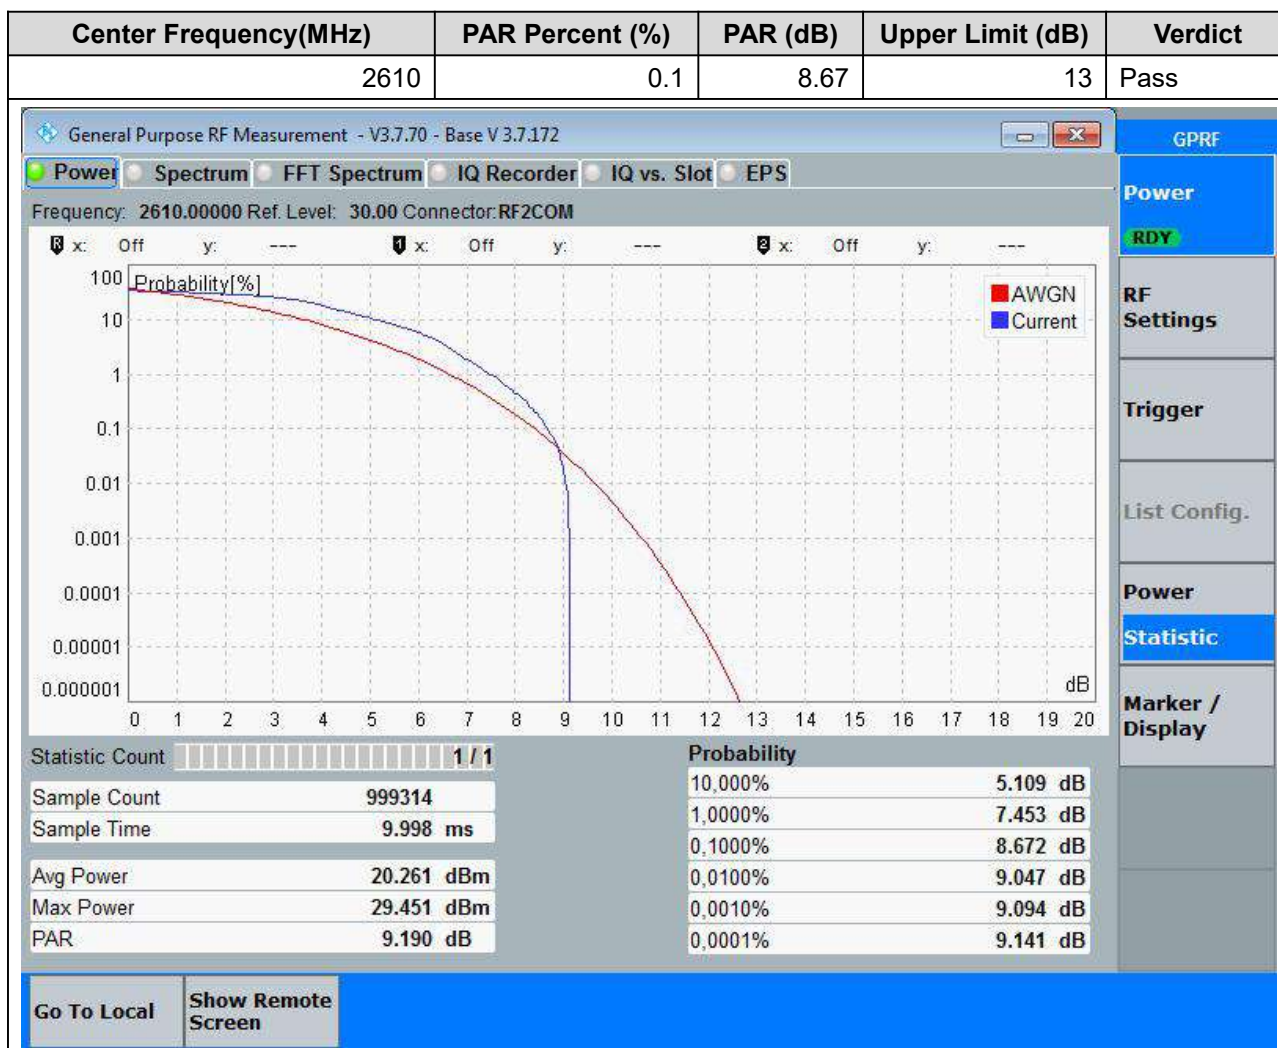 Center Frequency(MHz) PAR Percent (%) PAR (dB) Upper Limit (dB) Verdict
2610 0.1 8.67 13 Pass
General Purpose RF Measurement - V3.7.70 - Base V 3.7.172
GPRF
Power Spectrum FFT Spectrum IQ Recorder IQ vs. Slot EPS
Frequency: 2610.00000 Ref. Level: 30.00 Connector: RF2COM
R x: Off y: --- 1 x: Off y: --- 2 x: Off y: ---
Probability[%]
100
10
1
0.1
0.01
0.001
0.0001
0.00001
0.000001
AWGN
Current
dB
0 1 2 3 4 5 6 7 8 9 10 11 12 13 14 15 16 17 18 19 20
Statistic Count 1 / 1
Sample Count 999314
Sample Time 9.998 ms
Avg Power 20.261 dBm
Max Power 29.451 dBm
PAR 9.190 dB
Probability
10,000% 5.109 dB
1,0000% 7.453 dB
0,1000% 8.672 dB
0,0100% 9.047 dB
0,0010% 9.094 dB
0,0001% 9.141 dB
Power
RDY
RF
Settings
Trigger
List Config.
Power
Statistic
Marker /
Display
Go To Local
Show Remote
Screen